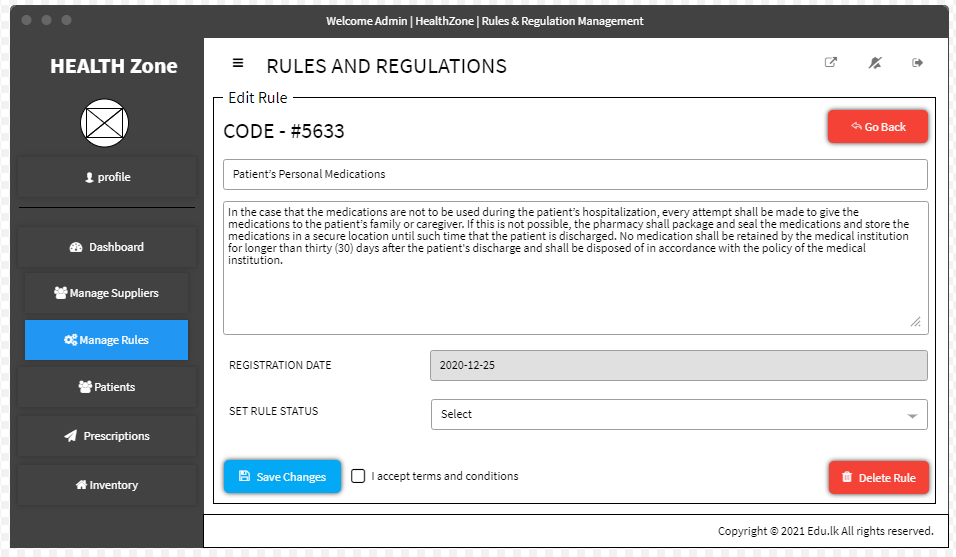 Welcome Admin | HealthZone | Rules & Regulation Management
HEALTH Zone
profile
Dashboard
Manage Suppliers
Manage Rules
Patients
Prescriptions
Inventory
RULES AND REGULATIONS
Edit Rule
CODE - #5633
Go Back
Patient's Personal Medications
In the case that the medications are not to be used during the patient's hospitalization, every attempt shall be made to give the
medications to the patient's family or caregiver. If this is not possible, the pharmacy shall package and seal the medications and store the
medications in a secure location until such time that the patient is discharged. No medication shall be retained by the medical institution
for longer than thirty (30) days after the patient's discharge and shall be disposed of in accordance with the policy of the medical
institution.
REGISTRATION DATE
2020-12-25
SET RULE STATUS
Select
Save Changes
I accept terms and conditions
Delete Rule
Copyright © 2021 Edu.lk All rights reserved.